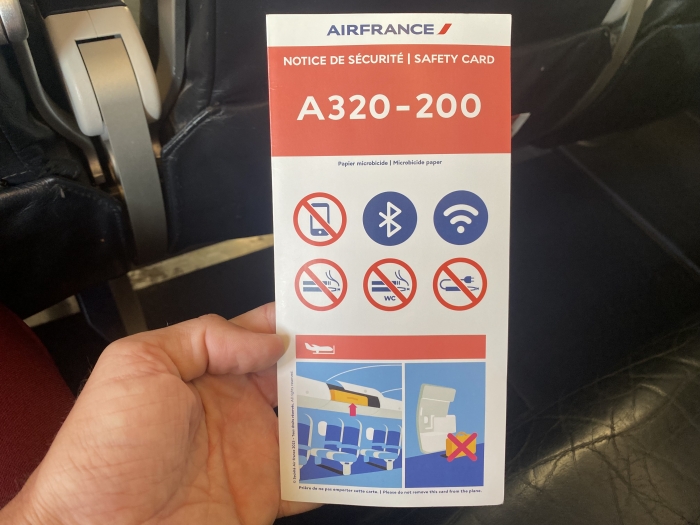 AIRFRANCE
NOTICE DE SÉCURITÉ | SAFETY CARD
A320-200
Papier microbicide | Microbicide paper
WC
Prière de ne pas emporter cette carte. | Please do not remove this card from the plane.